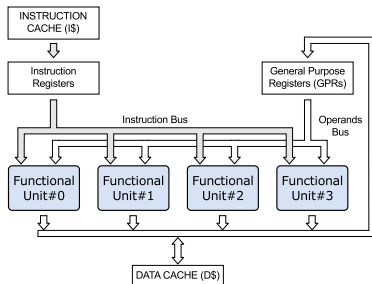 INSTRUCTION
CACHE (I$)
Instruction
Registers
General Purpose
Registers (GPRs)
Instruction Bus
Operands
Bus
Functional
Unit#0
Functional
Unit#1
Functional
Unit#2
Functional
Unit#3
DATA CACHE (D$)